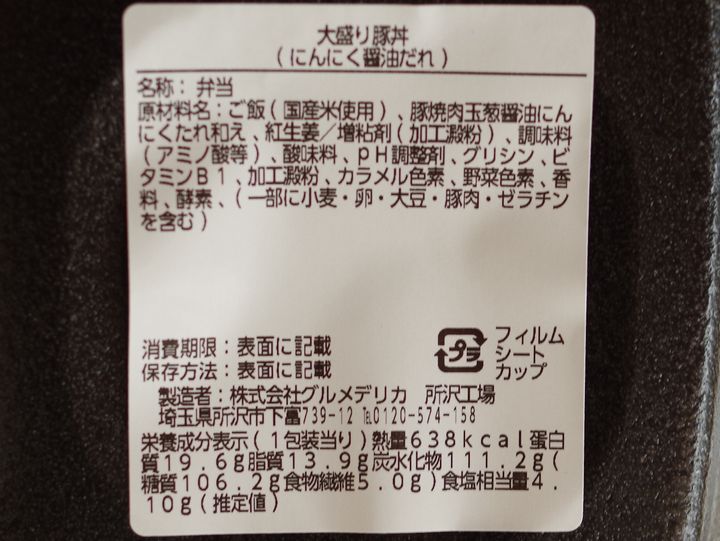 大盛り豚丼
(にんにく醤油だれ)
名称：弁当
原材料名：ご飯(国産米使用)、豚焼肉玉葱醤油にん
にくたれ和え、紅生姜／増粘剤(加工澱粉)、調味料
(アミノ酸等)、酸味料、pH調整剤、グリシン、ビ
タミンB1、加工澱粉、カラメル色素、野菜色素、香
料、酵素、(一部に小麦・卵・大豆・豚肉・ゼラチン
を含む)
消費期限：表面に記載
保存方法：表面に記載
プラ
フィルム
シート
カップ
製造者：株式会社グルメデリカ 所沢工場
埼玉県所沢市下富739-12 ℡0120-574-158
栄養成分表示(1包装当り)熱量638kcal蛋白
質19.6g脂質13.9g炭水化物111.2g(
糖質106.2g食物繊維5.0g)食塩相当量4.
10g(推定値)